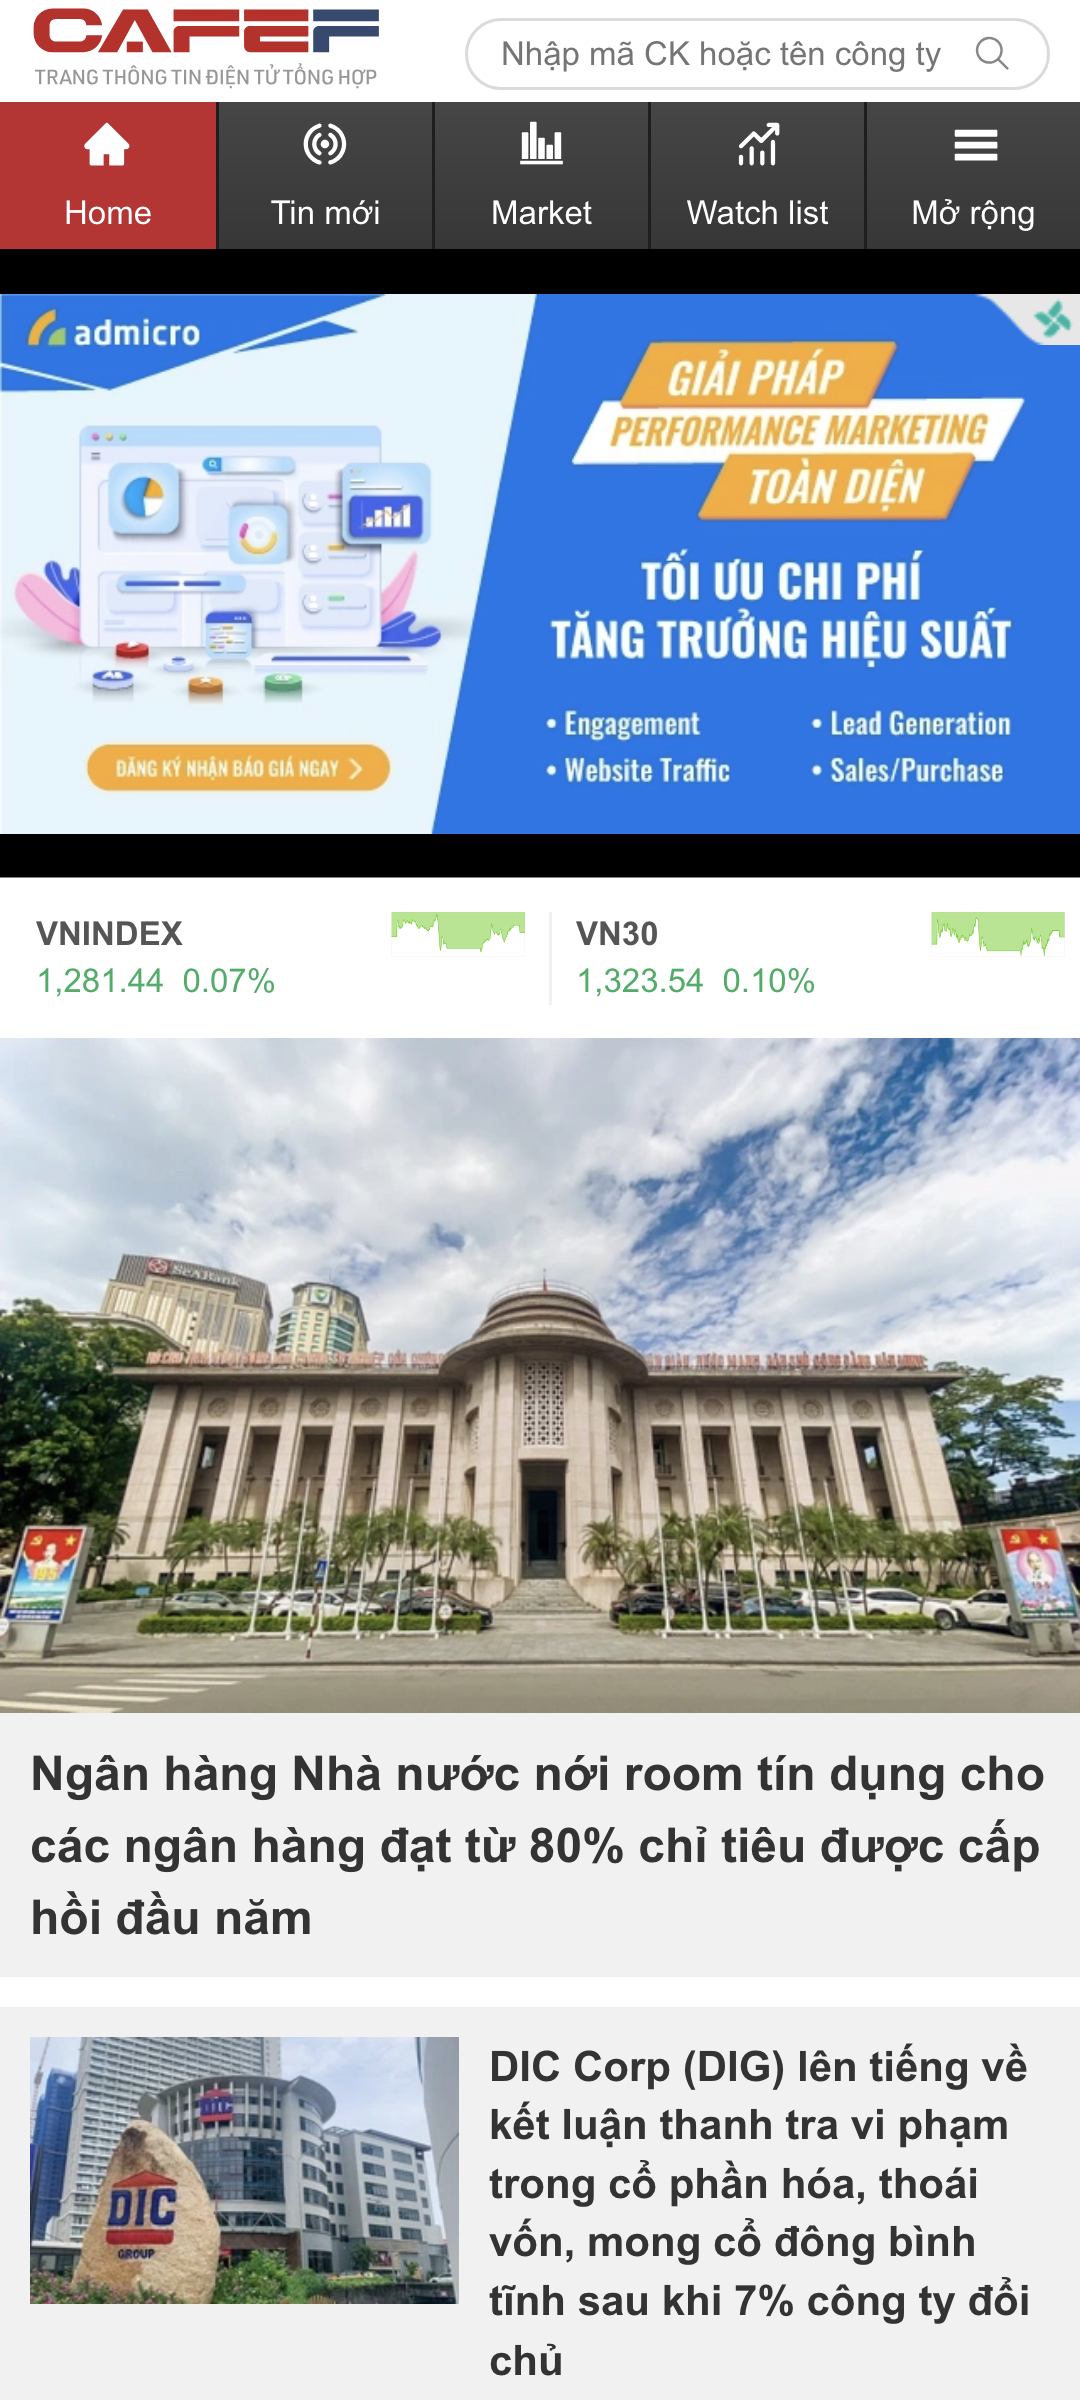 CAFEF
TRANG THÔNG TIN ĐIỆN TỬ TỔNG HỢP
Nhập mã CK hoặc tên công ty
Home
Tin mới
Market
Watch list
Mở rộng
admicro
GIẢI PHÁP
PERFORMANCE MARKETING
TOÀN DIỆN
TỐI ƯU CHI PHÍ
TĂNG TRƯỞNG HIỆU SUẤT
• Engagement
• Lead Generation
• Website Traffic
• Sales/Purchase
ĐĂNG KÝ NHẬN BÁO GIÁ NGAY
VNINDEX
1,281.44 0.07%
VN30
1,323.54 0.10%
SeABank
Ngân hàng Nhà nước nới room tín dụng cho
các ngân hàng đạt từ 80% chỉ tiêu được cấp
hồi đầu năm
DIC
GROUP
DIC Corp (DIG) lên tiếng về
kết luận thanh tra vi phạm
trong cổ phần hóa, thoái
vốn, mong cổ đông bình
tĩnh sau khi 7% công ty đổi
chủ